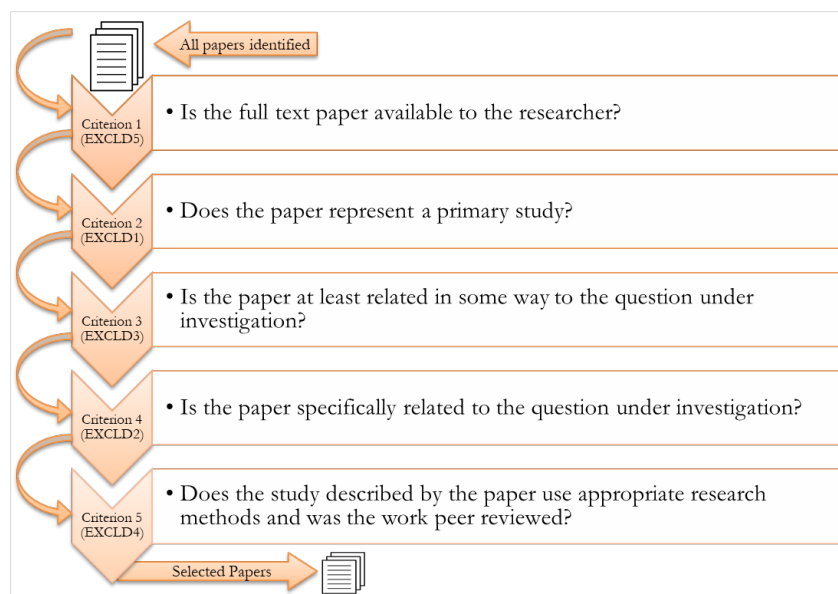 All papers identified
Criterion 1
(EXCLD5)
• Is the full text paper available to the researcher?
Criterion 2
(EXCLD1)
• Does the paper represent a primary study?
Criterion 3
(EXCLD3)
• Is the paper at least related in some way to the question under
investigation?
Criterion 4
(EXCLD2)
• Is the paper specifically related to the question under investigation?
Criterion 5
(EXCLD4)
• Does the study described by the paper use appropriate research
methods and was the work peer reviewed?
Selected Papers